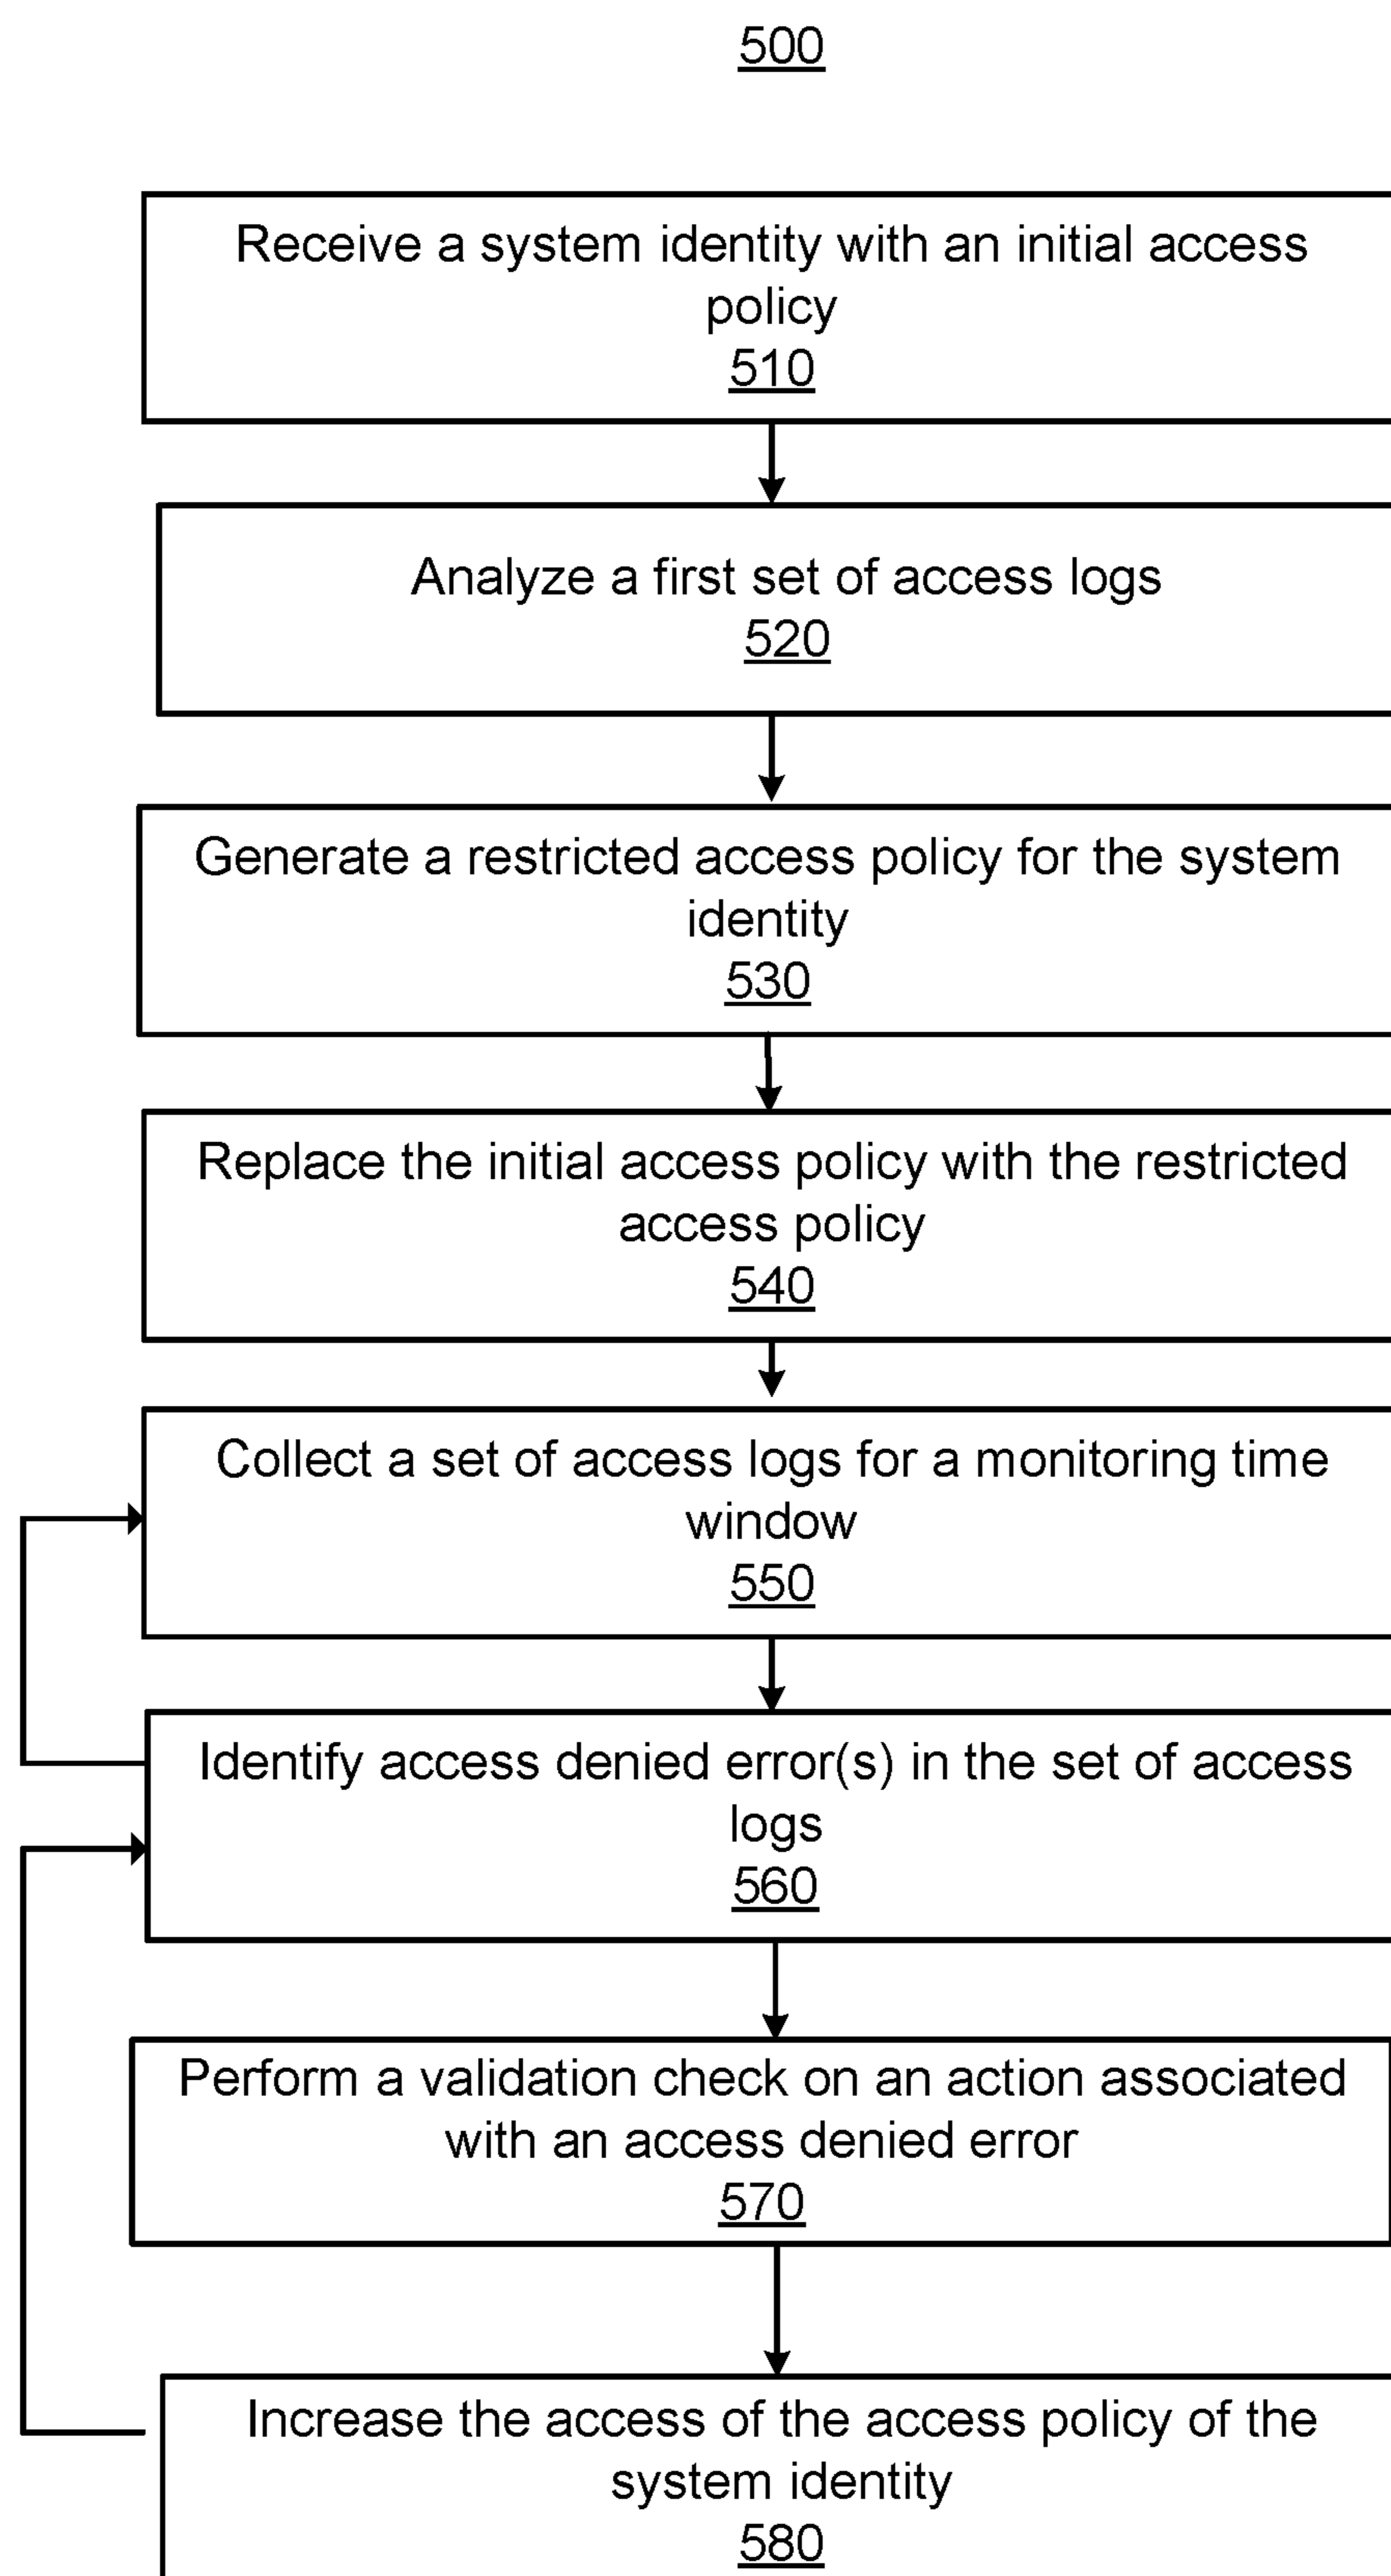 500
Receive a system identity with an initial access
policy
510
Analyze a first set of access logs
520
Generate a restricted access policy for the system
identity
530
Replace the initial access policy with the restricted
access policy
540
Collect a set of access logs for a monitoring time
window
550
Identify access denied error(s) in the set of access
logs
560
Perform a validation check on an action associated
with an access denied error
570
Increase the access of the access policy of the
system identity
580